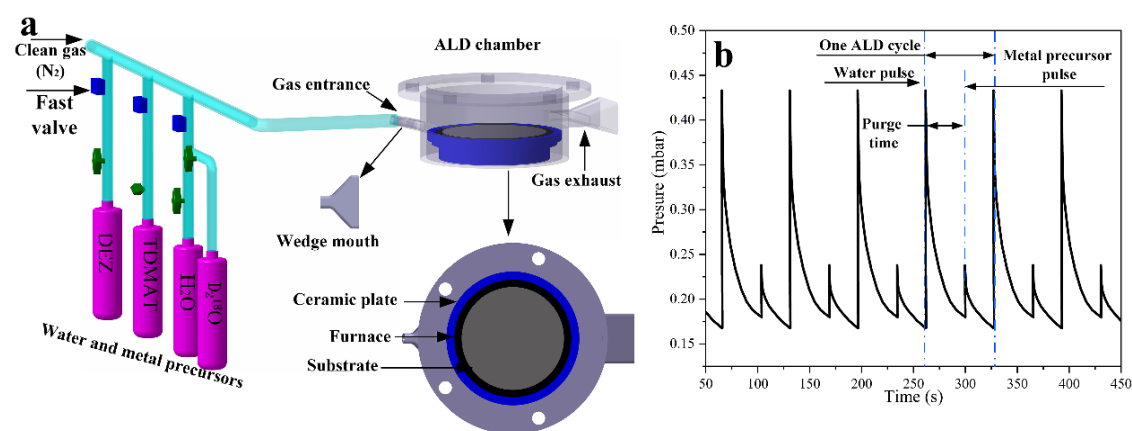 a
Clean gas
(N₂)
Fast
valve
DEZ
TDMAT
H₂O
D₂¹⁸O
Water and metal precursors
ALD chamber
Gas entrance
Gas exhaust
Wedge mouth
Ceramic plate
Furnace
Substrate
b
One ALD cycle
Water pulse
Metal precursor
pulse
Purge
time
Presure (mbar)
0.45
0.40
0.35
0.30
0.25
0.20
0.15
50 100 150 200 250 300 350 400 450
Time (s)